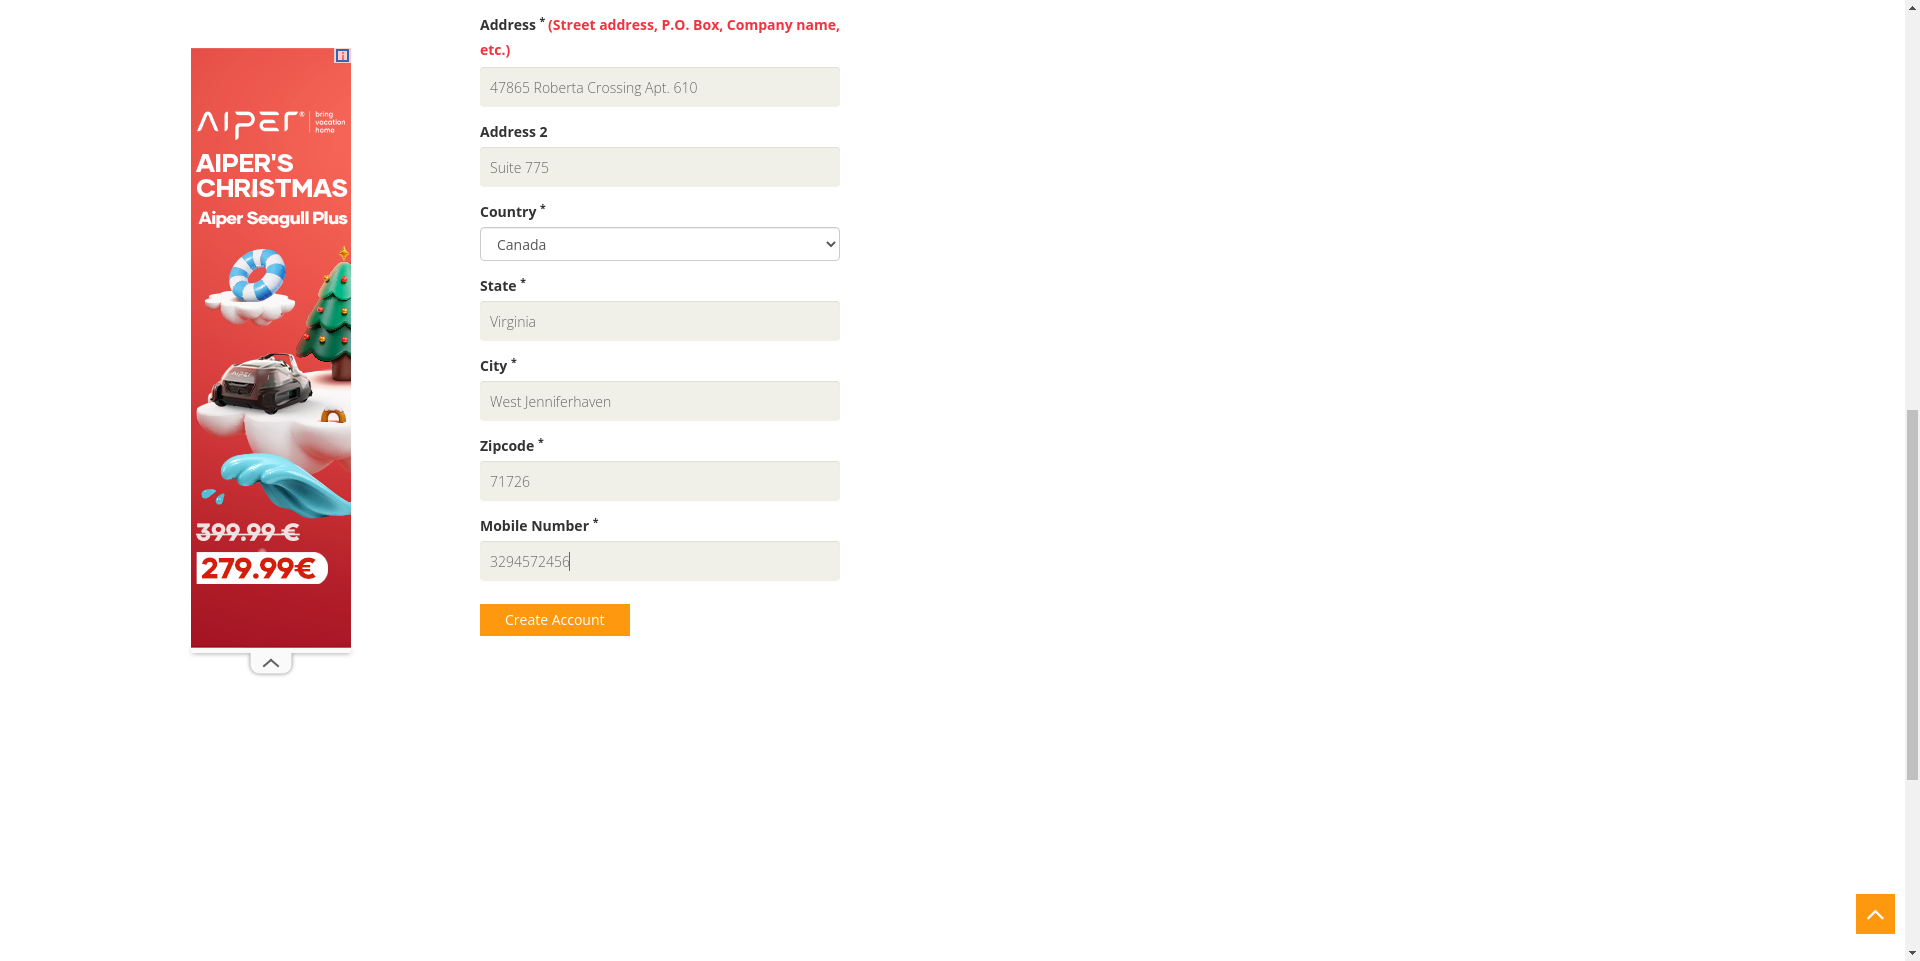 Address * (Street address, P.O. Box, Company name,
etc.)
47865 Roberta Crossing Apt. 610
Address 2
Suite 775
Country *
Canada
State *
Virginia
City *
West Jenniferhaven
Zipcode *
71726
Mobile Number *
3294572456
Create Account
AIPER® bring
vacation
home
AIPER'S
CHRISTMAS
Aiper Seagull Plus
AIPER
399.99 €
279.99€